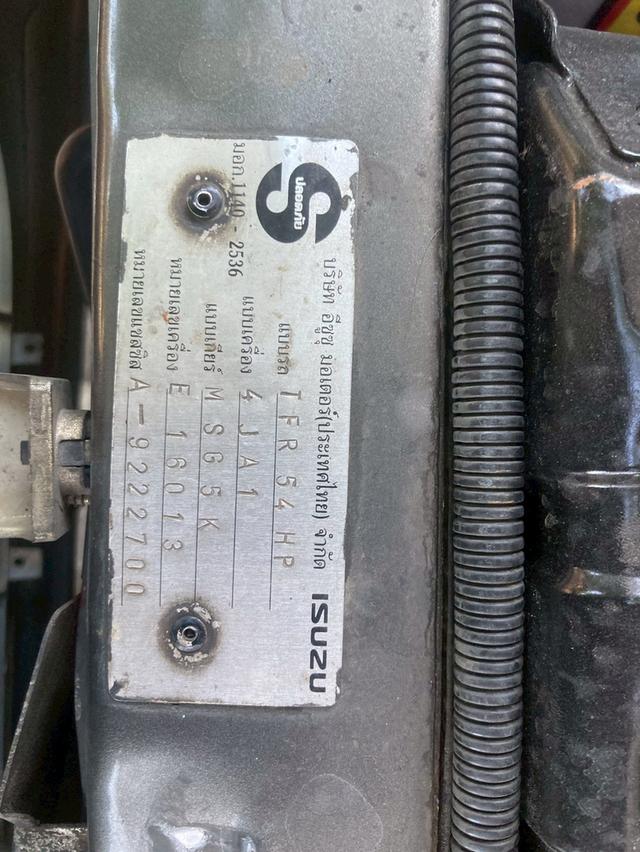 ปลอดภัย
มอก.1140 - 2536
บริษัท อีซูซุ มอเตอร์(ประเทศไทย) จำกัด ISUZU
แบบรถ TFR54HP
แบบเครื่อง 4JA1
แบบเกียร์ MSG5K
หมายเลขเครื่อง E16013
หมายเลขแชสซีส A-9222700